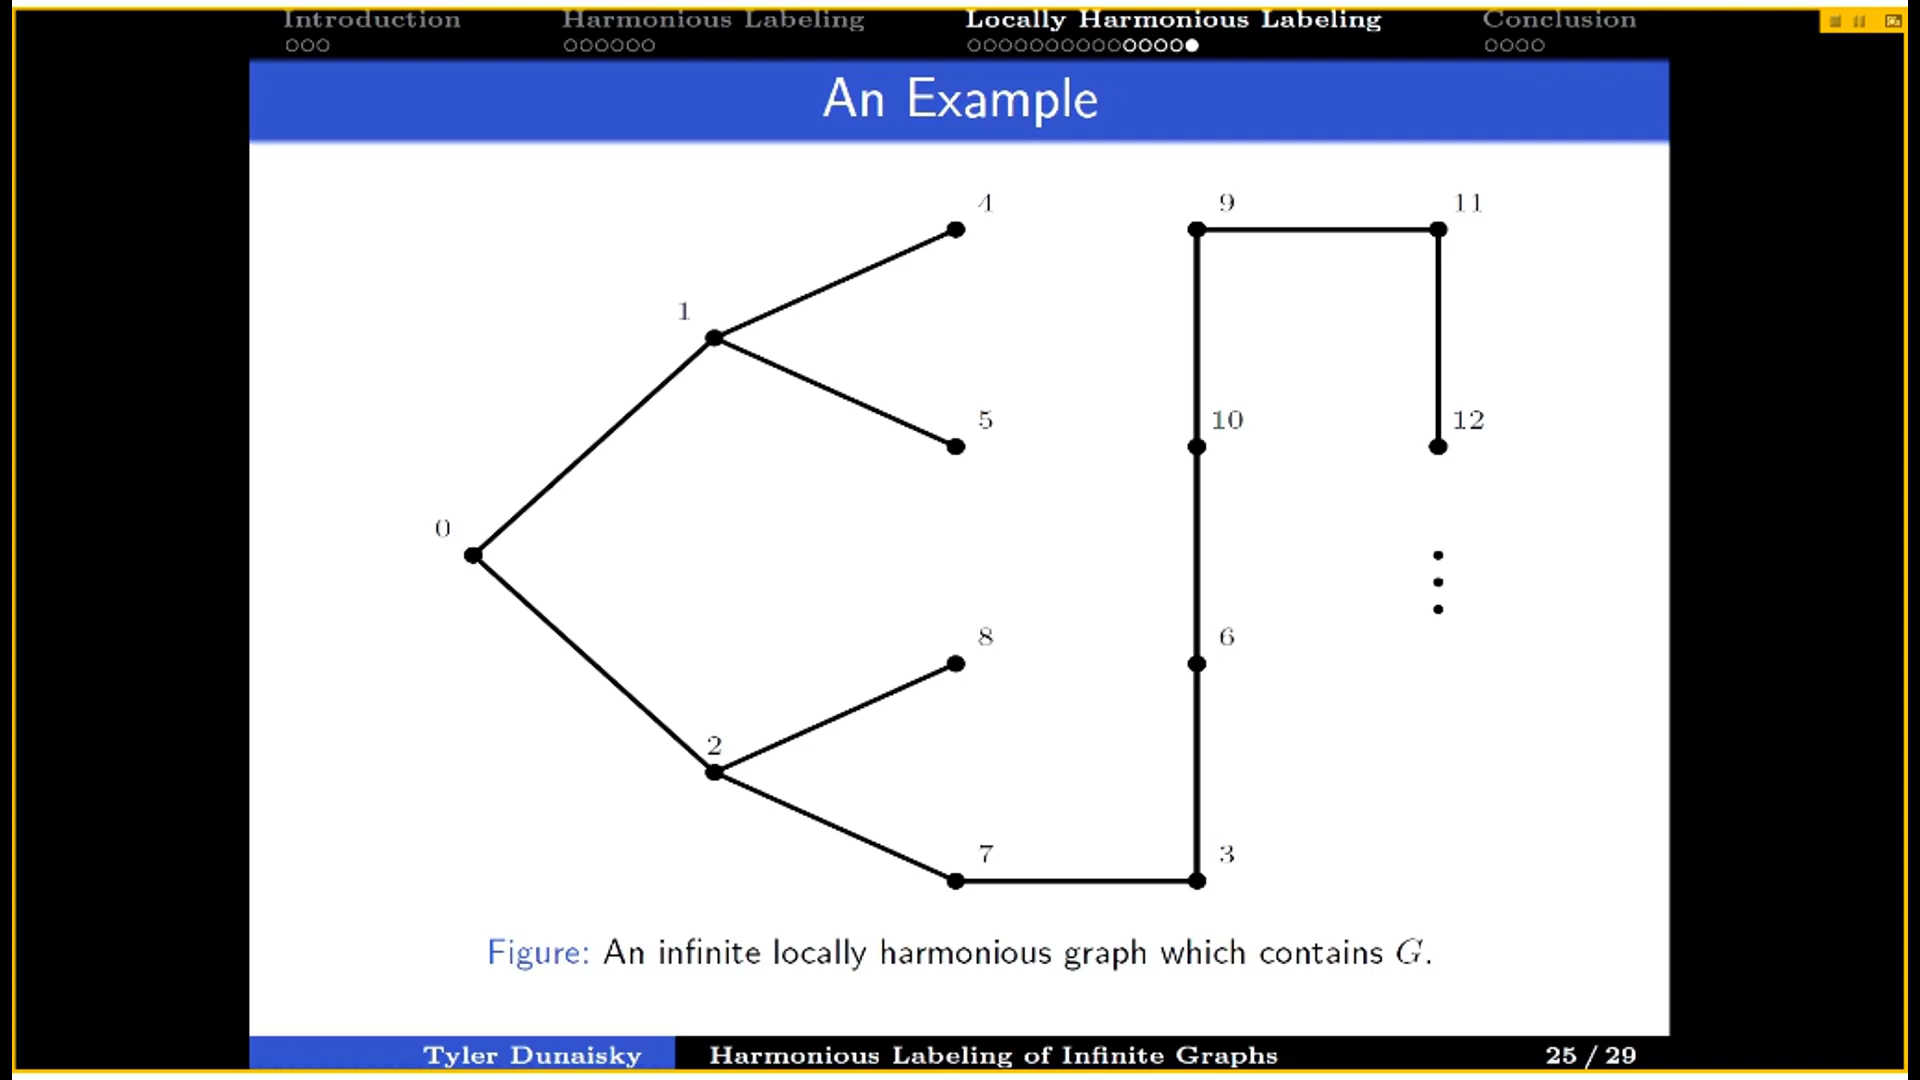 Introduction Harmonious Labeling Locally Harmonious Labeling Conclusion
An Example
4 9 11
1
5 10 12
0
8 6
2
7 3
Figure: An infinite locally harmonious graph which contains G.
Tyler Dunaisky Harmonious Labeling of Infinite Graphs 25 / 29